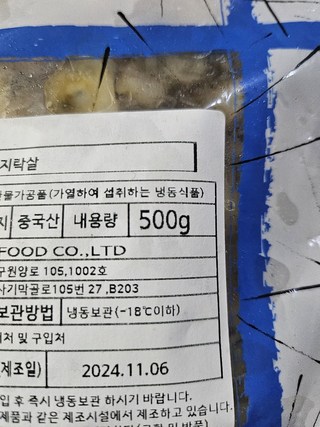 지락살
물가공품(가열하여 섭취하는 냉동식품)
지 중국산 내용량 500g
FOOD CO.,LTD
구원앙로 105,1002호
사기막골로105번 27 ,B203
보관방법 냉동보관(-18℃이하)
처 및 구입처
제조일) 2024.11.06
입 후 즉시 냉동보관 하시기 바랍니다.
제품과 같은 제조시설에서 제조하고 있습니다.